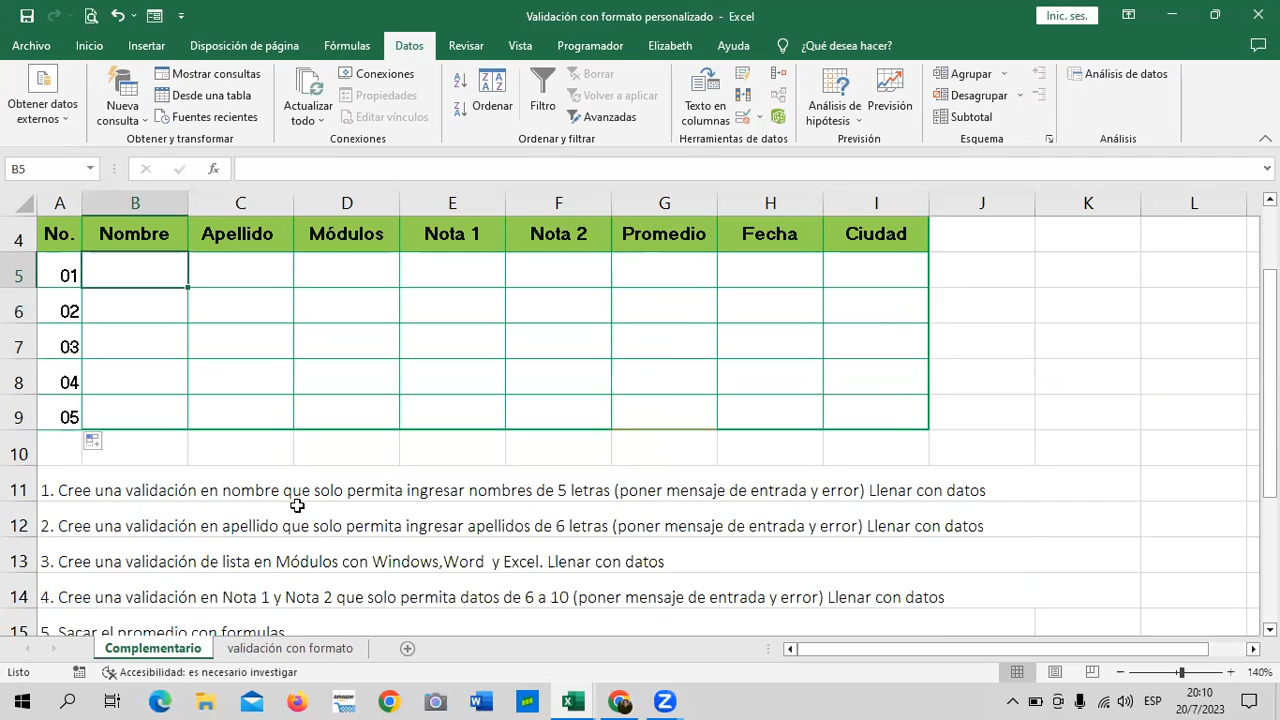 Validación con formato personalizado - Excel
Inic. ses.
Archivo Inicio Insertar Disposición de página Fórmulas Datos Revisar Vista Programador Elizabeth Ayuda ¿Qué desea hacer?
Obtener datos externos
Nueva consulta
Mostrar consultas
Desde una tabla
Fuentes recientes
Obtener y transformar
Actualizar todo
Conexiones
Propiedades
Editar vínculos
Conexiones
Ordenar
Filtro
Borrar
Volver a aplicar
Avanzadas
Ordenar y filtrar
Texto en columnas
Herramientas de datos
Análisis de hipótesis
Previsión
Previsión
Agrupar
Desagrupar
Subtotal
Esquema
Análisis de datos
Análisis
B5
fx
A B C D E F G H I J K L
4 No. Nombre Apellido Módulos Nota 1 Nota 2 Promedio Fecha Ciudad
5 01
6 02
7 03
8 04
9 05
10
11 1. Cree una validación en nombre que solo permita ingresar nombres de 5 letras (poner mensaje de entrada y error) Llenar con datos
12 2. Cree una validación en apellido que solo permita ingresar apellidos de 6 letras (poner mensaje de entrada y error) Llenar con datos
13 3. Cree una validación de lista en Módulos con Windows,Word y Excel. Llenar con datos
14 4. Cree una validación en Nota 1 y Nota 2 que solo permita datos de 6 a 10 (poner mensaje de entrada y error) Llenar con datos
15 5. Sacar el promedio con formulas
Complementario validación con formato
Listo Accesibilidad: es necesario investigar 140%
ESP
20:10
20/7/2023